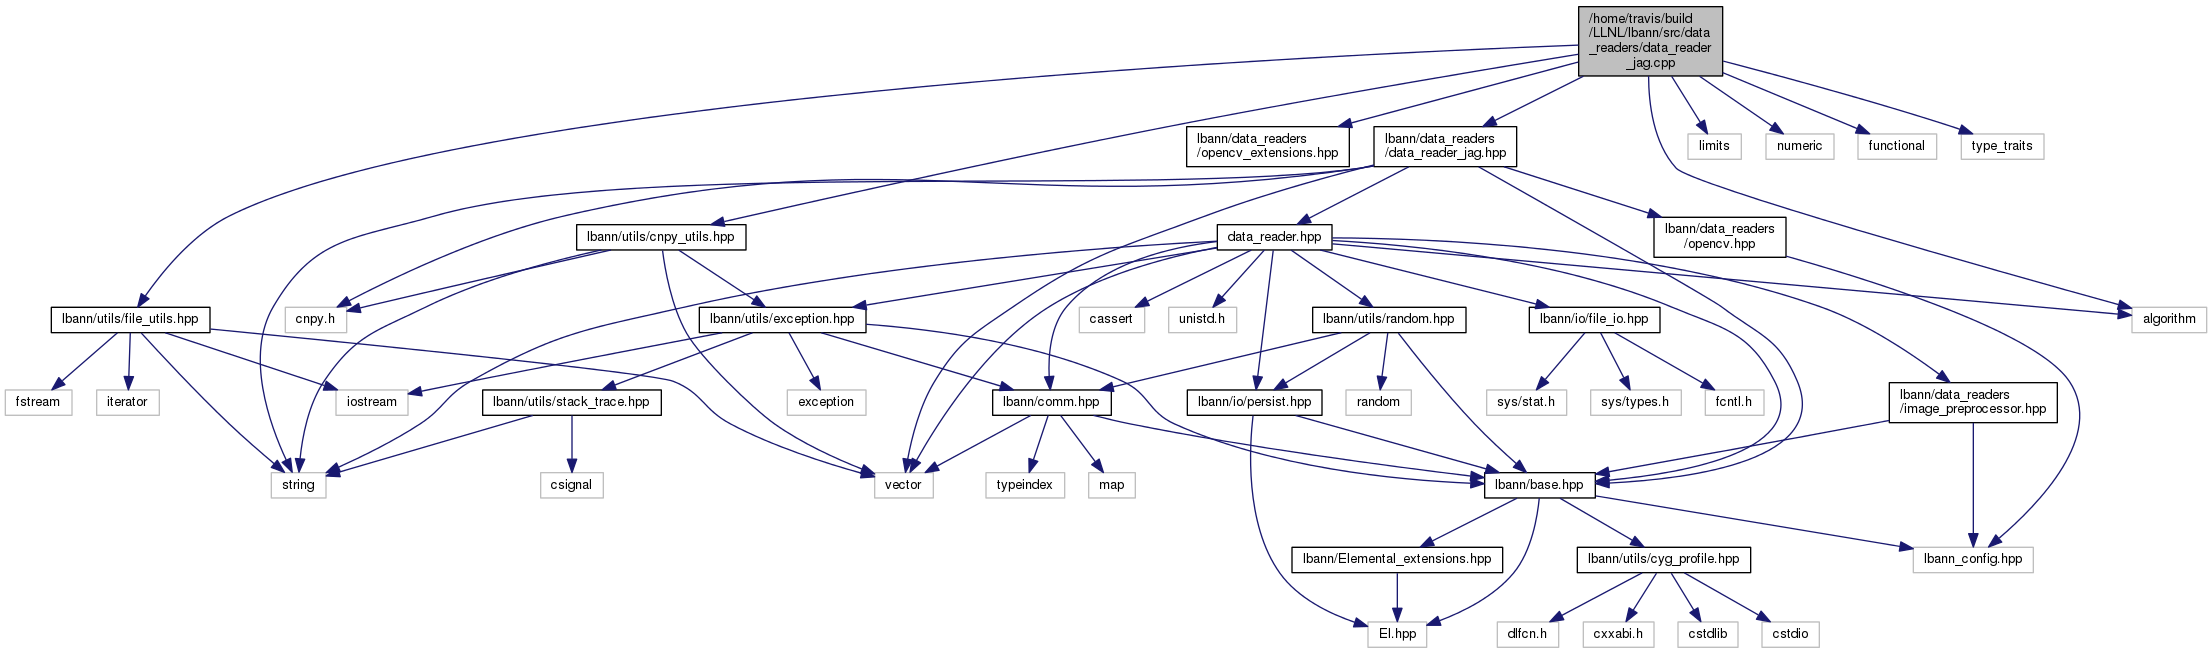 /home/travis/build
/LLNL/lbann/src/data
_readers/data_reader
_jag.cpp
lbann/data_readers
/opencv_extensions.hpp
lbann/data_readers
/data_reader_jag.hpp
limits
numeric
functional
type_traits
lbann/utils/cnpy_utils.hpp
data_reader.hpp
lbann/data_readers
/opencv.hpp
lbann/utils/file_utils.hpp
cnpy.h
lbann/utils/exception.hpp
cassert
unistd.h
lbann/utils/random.hpp
lbann/io/file_io.hpp
algorithm
fstream
iterator
iostream
lbann/utils/stack_trace.hpp
exception
lbann/comm.hpp
lbann/io/persist.hpp
random
sys/stat.h
sys/types.h
fcntl.h
lbann/data_readers
/image_preprocessor.hpp
string
csignal
vector
typeindex
map
lbann/base.hpp
lbann/Elemental_extensions.hpp
lbann/utils/cyg_profile.hpp
lbann_config.hpp
El.hpp
dlfcn.h
cxxabi.h
cstdlib
cstdio